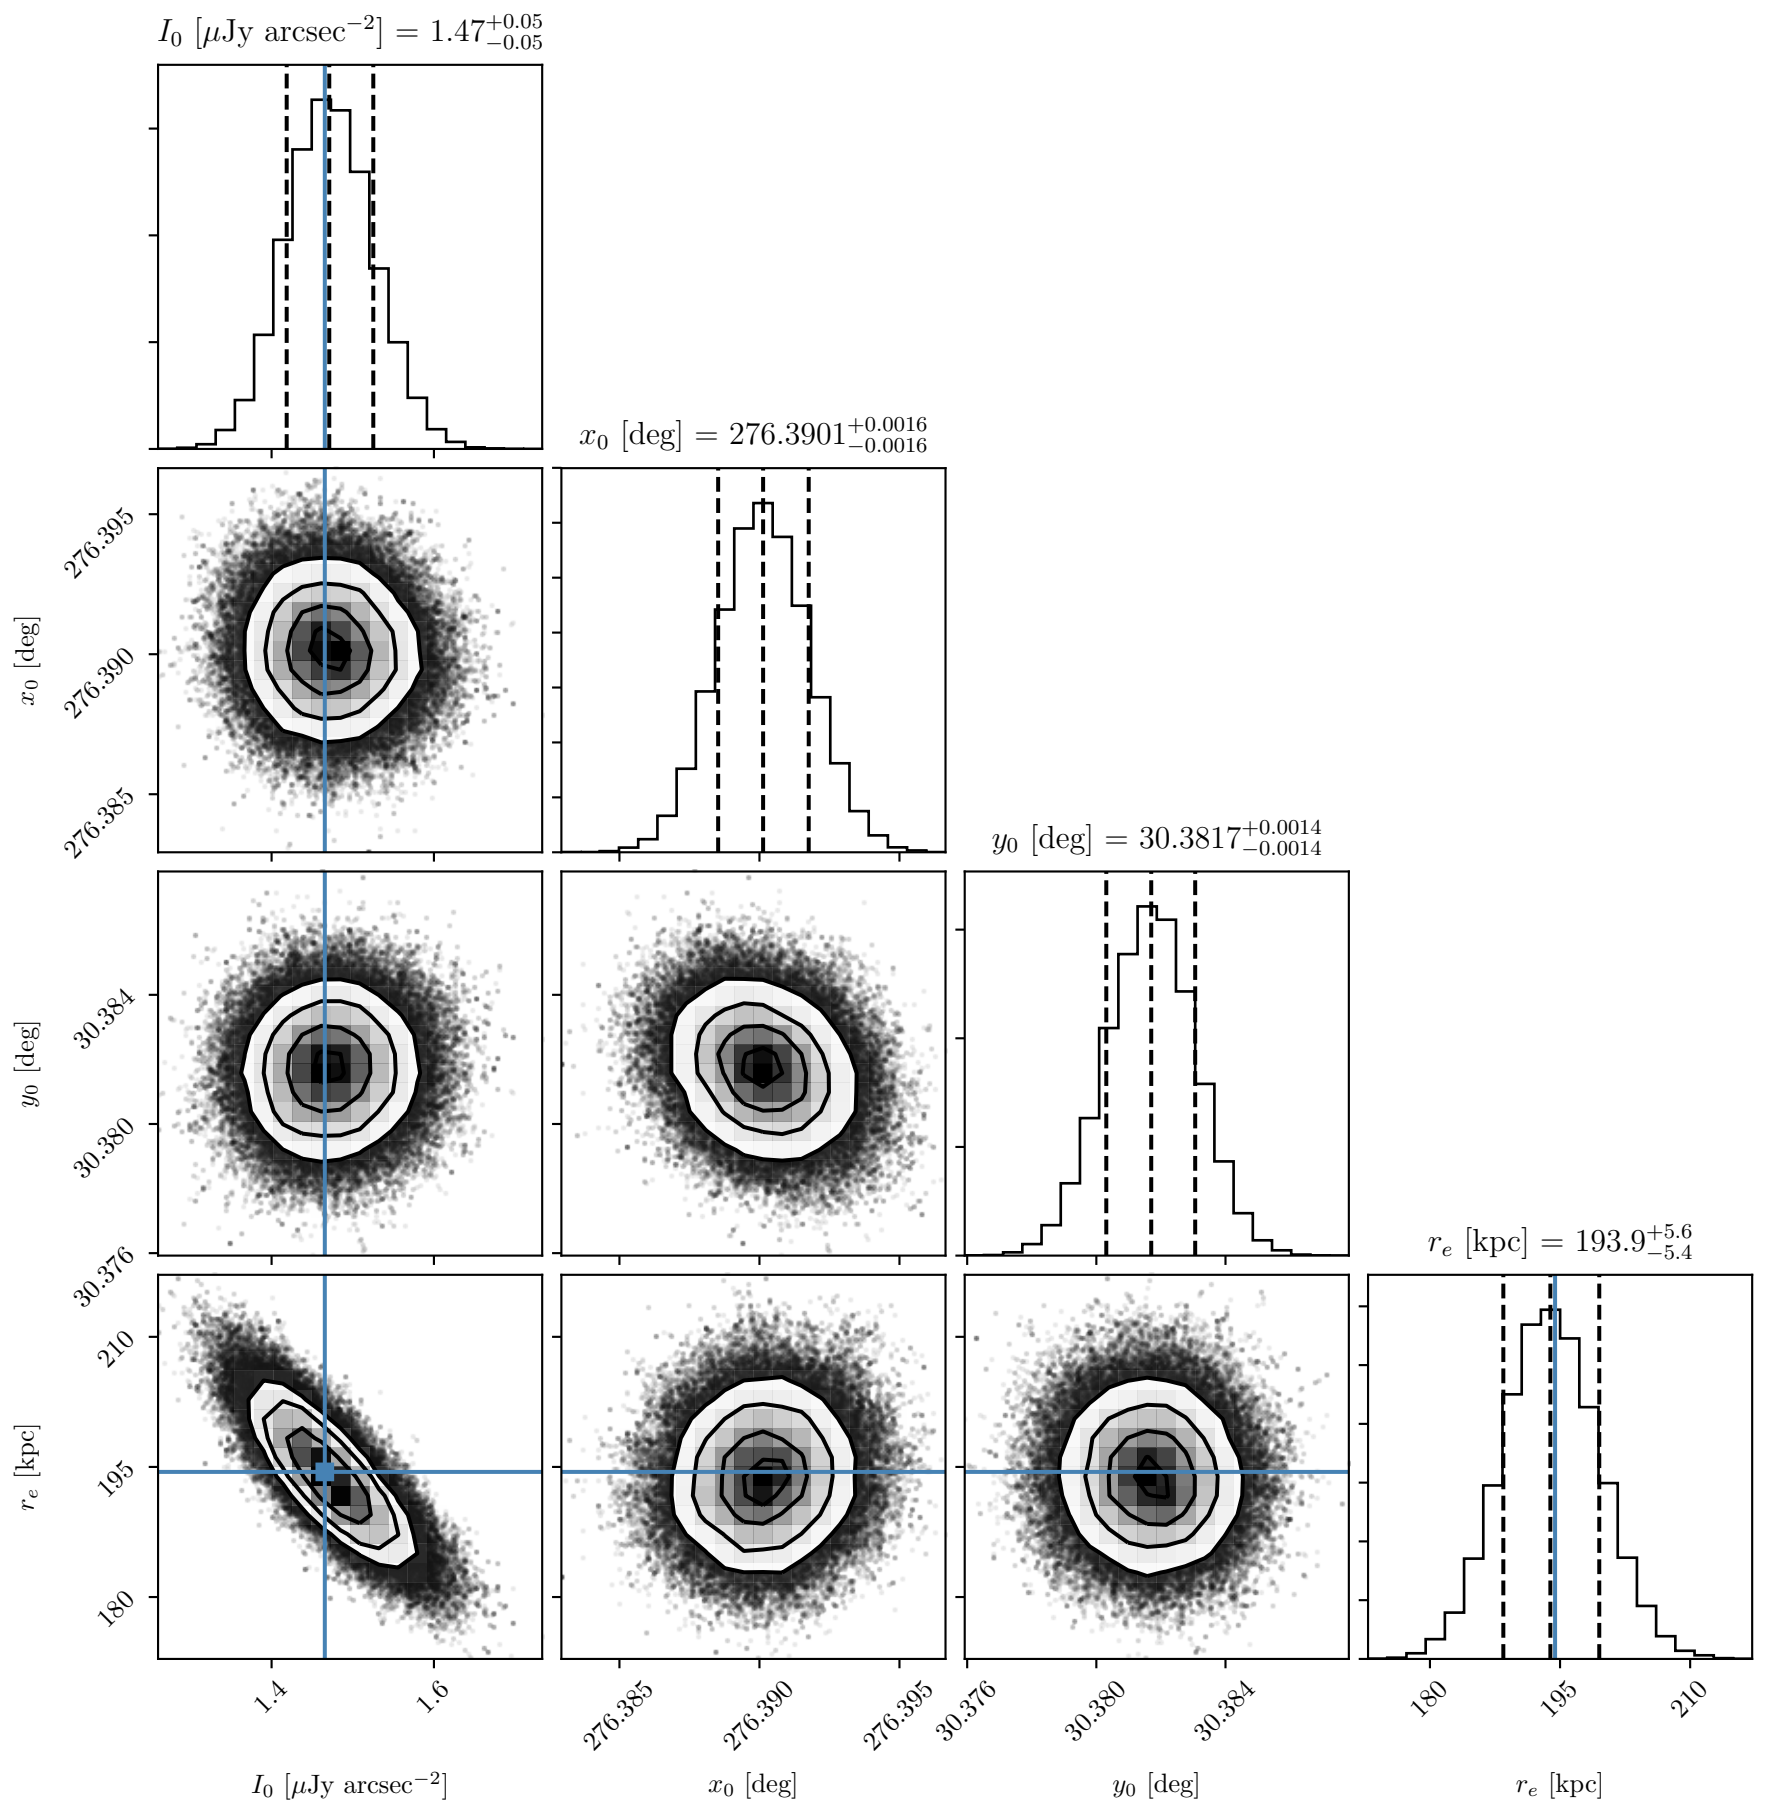 I₀ [μJy arcsec⁻²] = 1.47⁺⁰·⁰⁵₋₀.₀₅
x₀ [deg] = 276.3901⁺⁰·⁰⁰¹⁶₋₀.₀₀₁₆
276.395
276.390
276.385
x₀ [deg]
y₀ [deg] = 30.3817⁺⁰·⁰⁰¹⁴₋₀.₀₀₁₄
30.384
30.380
30.376
y₀ [deg]
rₑ [kpc] = 193.9⁺⁵·⁶₋₅.₄
210
195
180
rₑ [kpc]
1.4 1.6
276.385 276.390 276.395
30.376 30.380 30.384
180 195 210
I₀ [μJy arcsec⁻²]
x₀ [deg]
y₀ [deg]
rₑ [kpc]